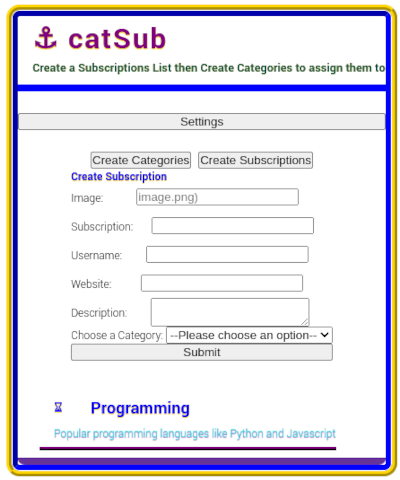 ⚓ catSub
Create a Subscriptions List then Create Categories to assign them to
Settings
Create Categories Create Subscriptions
Create Subscription
Image: image.png)
Subscription:
Username:
Website:
Description:
Choose a Category: --Please choose an option--
Submit
⌛ Programming
Popular programming languages like Python and Javascript